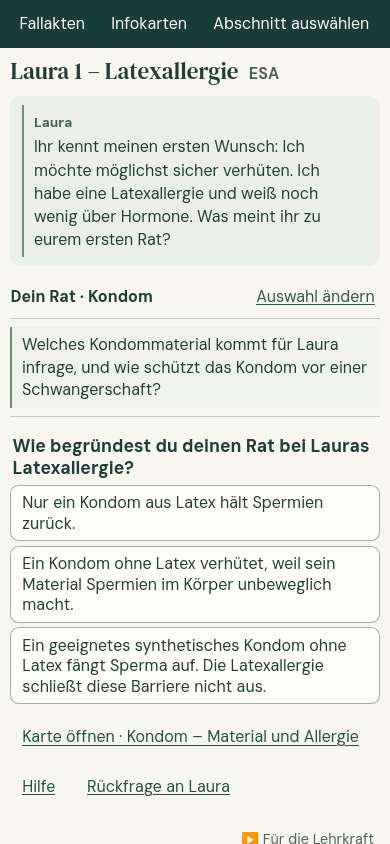 Fallakten Infokarten Abschnitt auswählen
Laura 1 – Latexallergie ESA
Laura
Ihr kennt meinen ersten Wunsch: Ich
möchte möglichst sicher verhüten. Ich
habe eine Latexallergie und weiß noch
wenig über Hormone. Was meint ihr zu
eurem ersten Rat?
Dein Rat · Kondom Auswahl ändern
Welches Kondommaterial kommt für Laura
infrage, und wie schützt das Kondom vor einer
Schwangerschaft?
Wie begründest du deinen Rat bei Lauras
Latexallergie?
Nur ein Kondom aus Latex hält Spermien
zurück.
Ein Kondom ohne Latex verhütet, weil sein
Material Spermien im Körper unbeweglich
macht.
Ein geeignetes synthetisches Kondom ohne
Latex fängt Sperma auf. Die Latexallergie
schließt diese Barriere nicht aus.
Karte öffnen · Kondom – Material und Allergie
Hilfe Rückfrage an Laura
Für die Lehrkraft